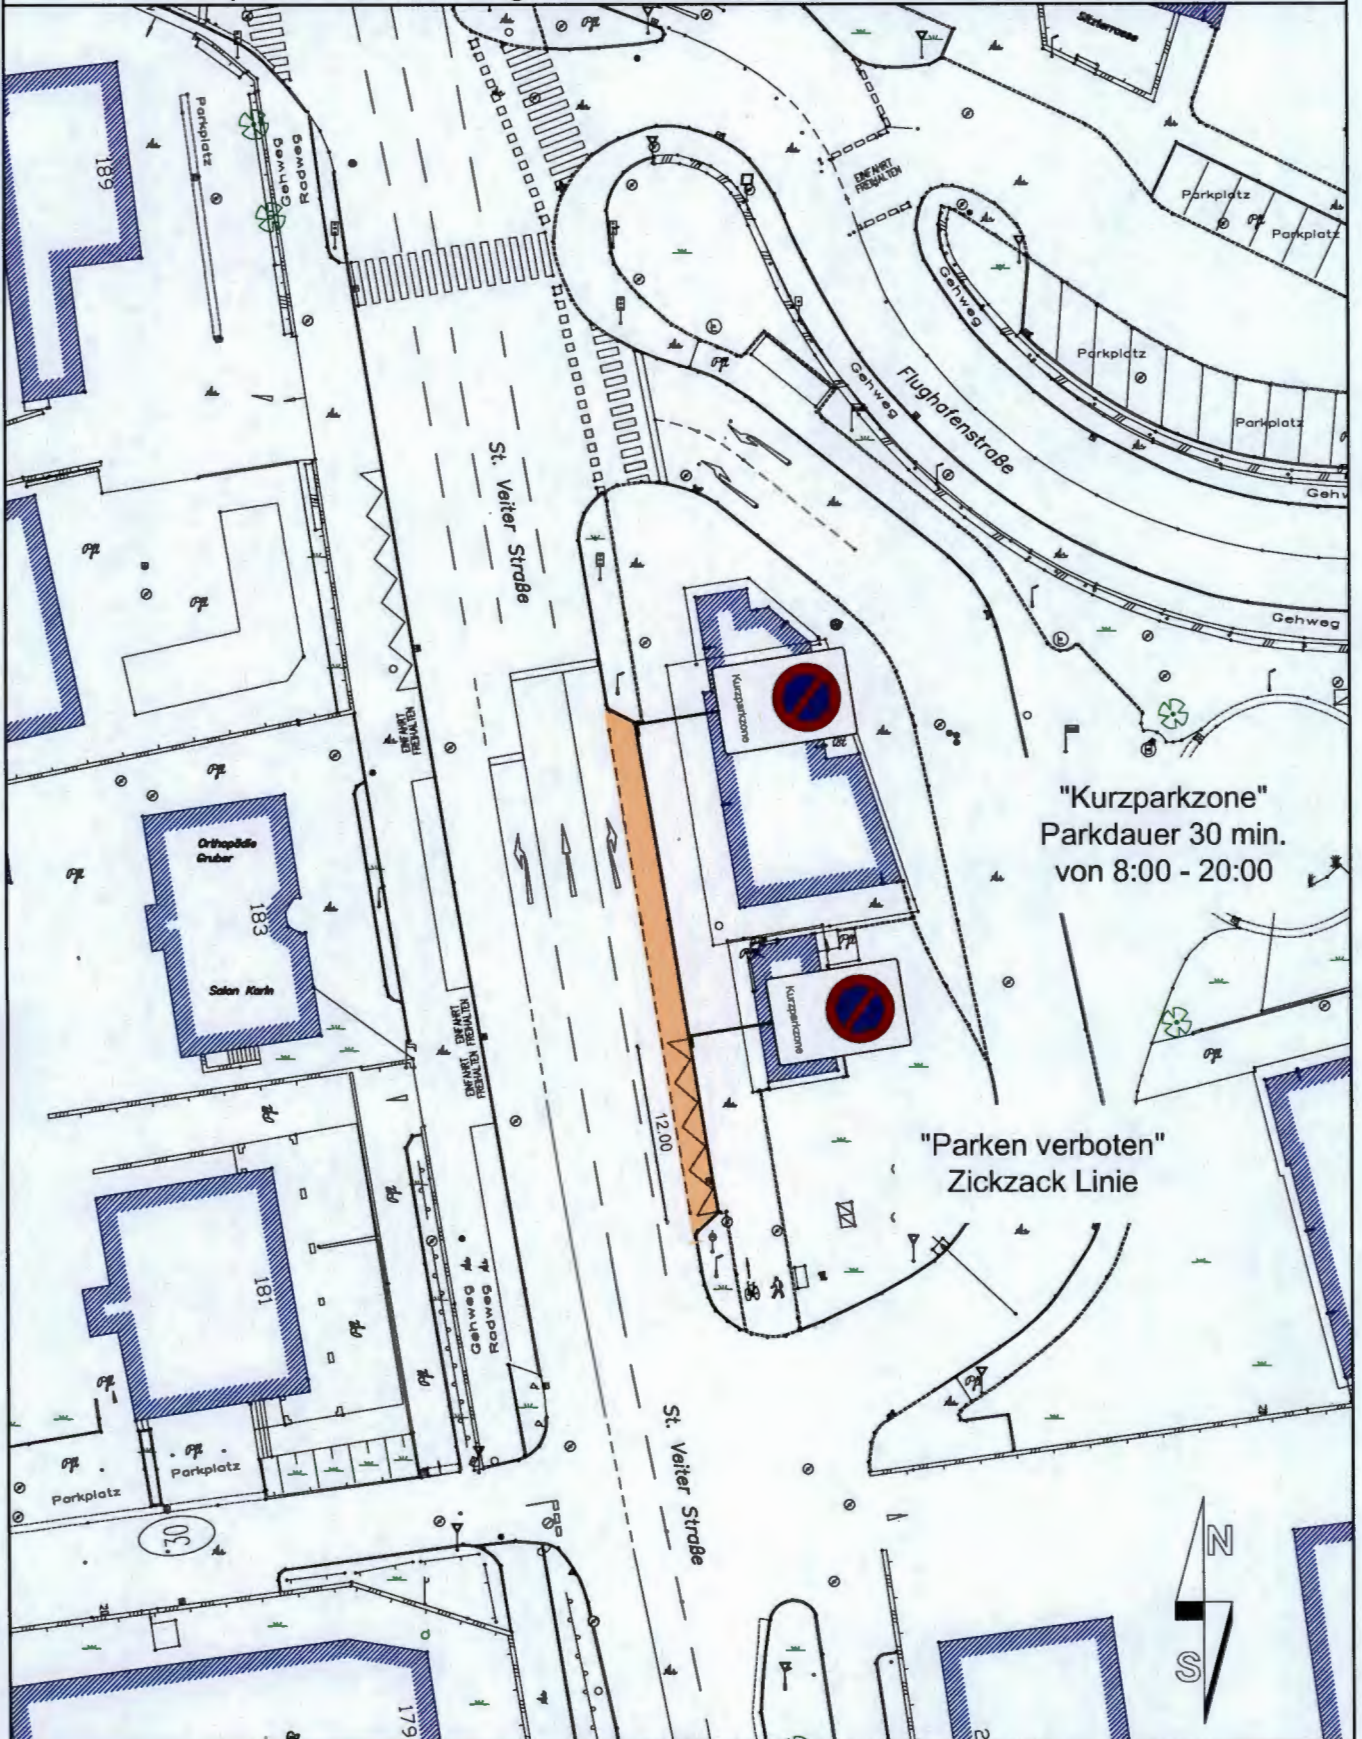 Sitzterrasse
Parkplatz
Gehweg
Radweg
189
EINFAHRT
FREIHALTEN
Parkplatz
Pfl
Parkplatz
Gehweg
Parkplatz
Parkplatz
Gehweg
Flughafenstraße
St. Veiter Straße
Gehweg
Kurzparkzone
EINFAHRT
FREIHALTEN
"Kurzparkzone"
Parkdauer 30 min.
von 8:00 - 20:00
Orthopädie
Gruber
183
Salon Karin
Kurzparkzone
EINFAHRT
FREIHALTEN
EINFAHRT
FREIHALTEN
12.00
"Parken verboten"
Zickzack Linie
181
Gehweg
Radweg
St. Veiter Straße
Parkplatz
Parkplatz
30
N
S
179